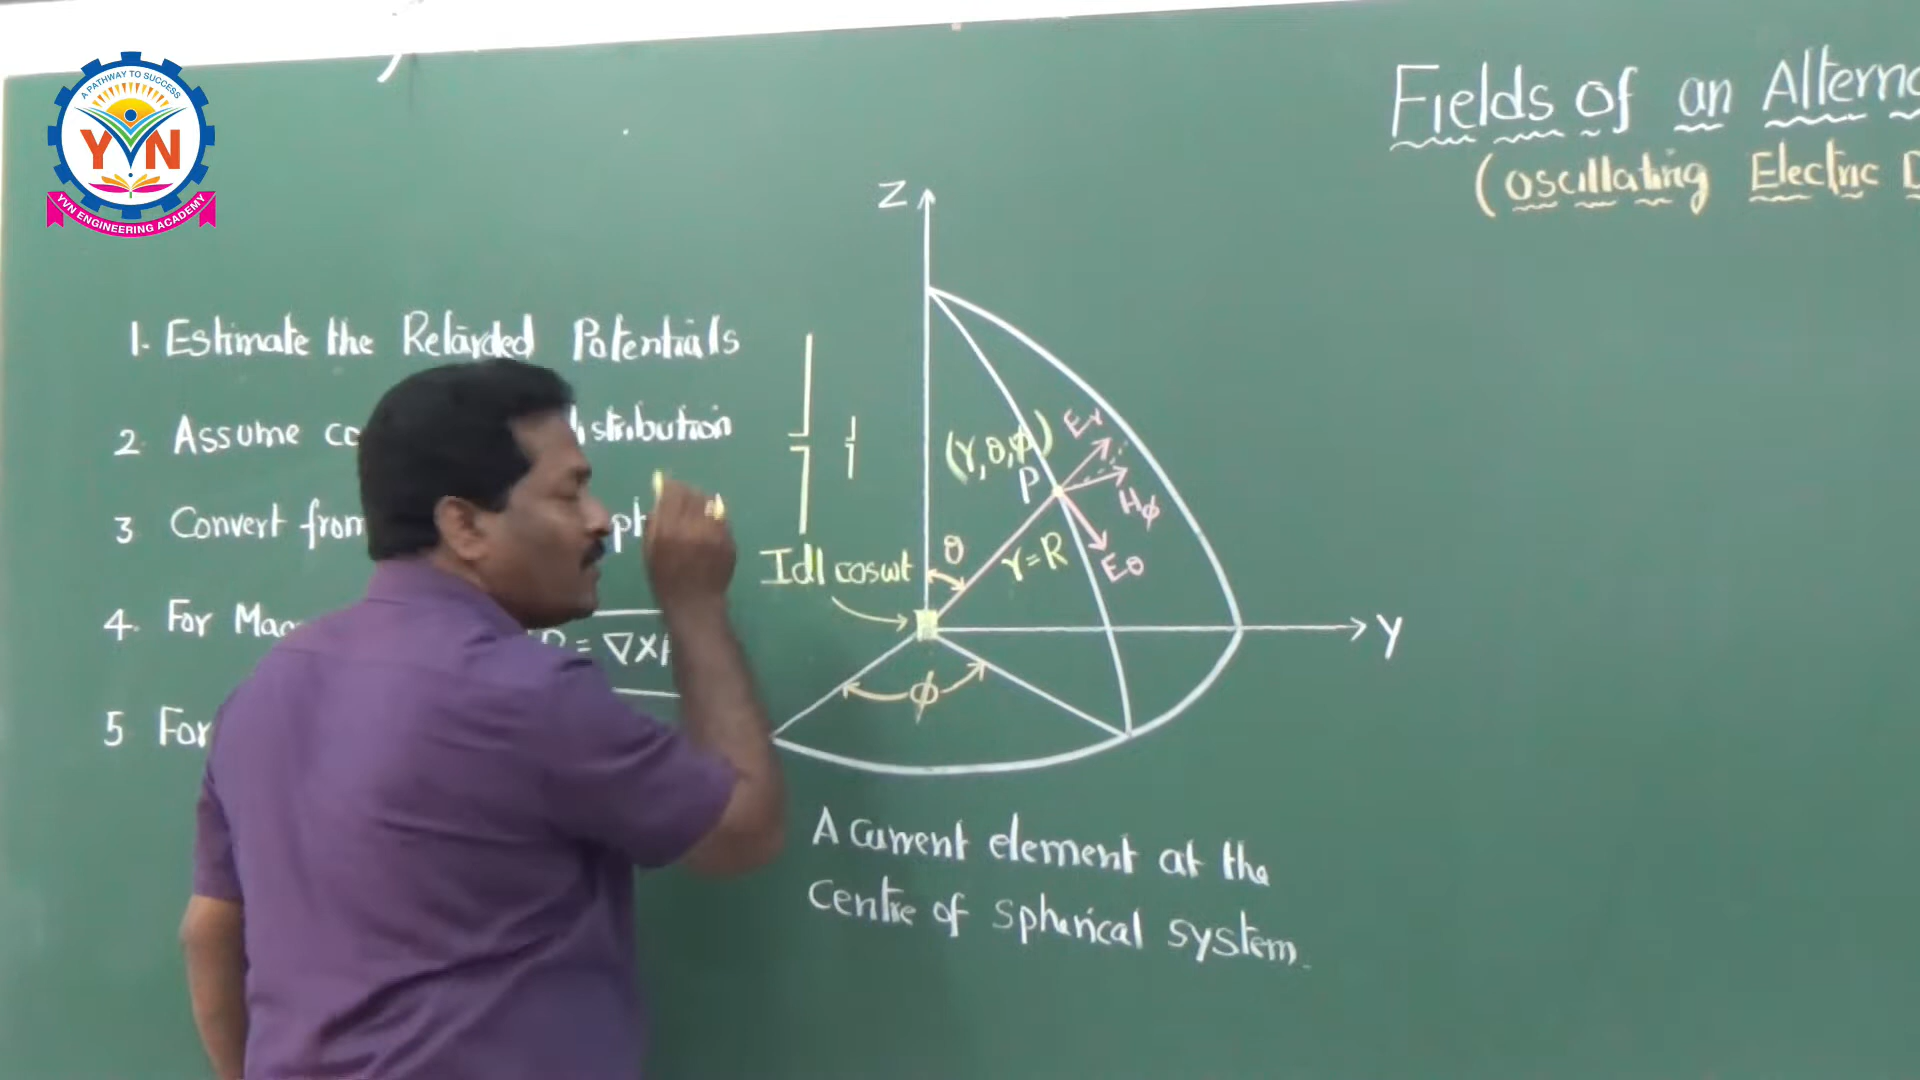 A PATHWAY TO SUCCESS
YVN
YVN ENGINEERING ACADEMY
Fields of an
(oscillating Electric
1. Estimate the Retarded Potentials
2. Assume distribution
3 Convert from
4. For
= ∇X
5 For
Z
(r, θ, φ)
P
Er
Hφ
Eθ
r=R
θ
Idl coswt
φ
Y
A current element at the
centre of spherical system.